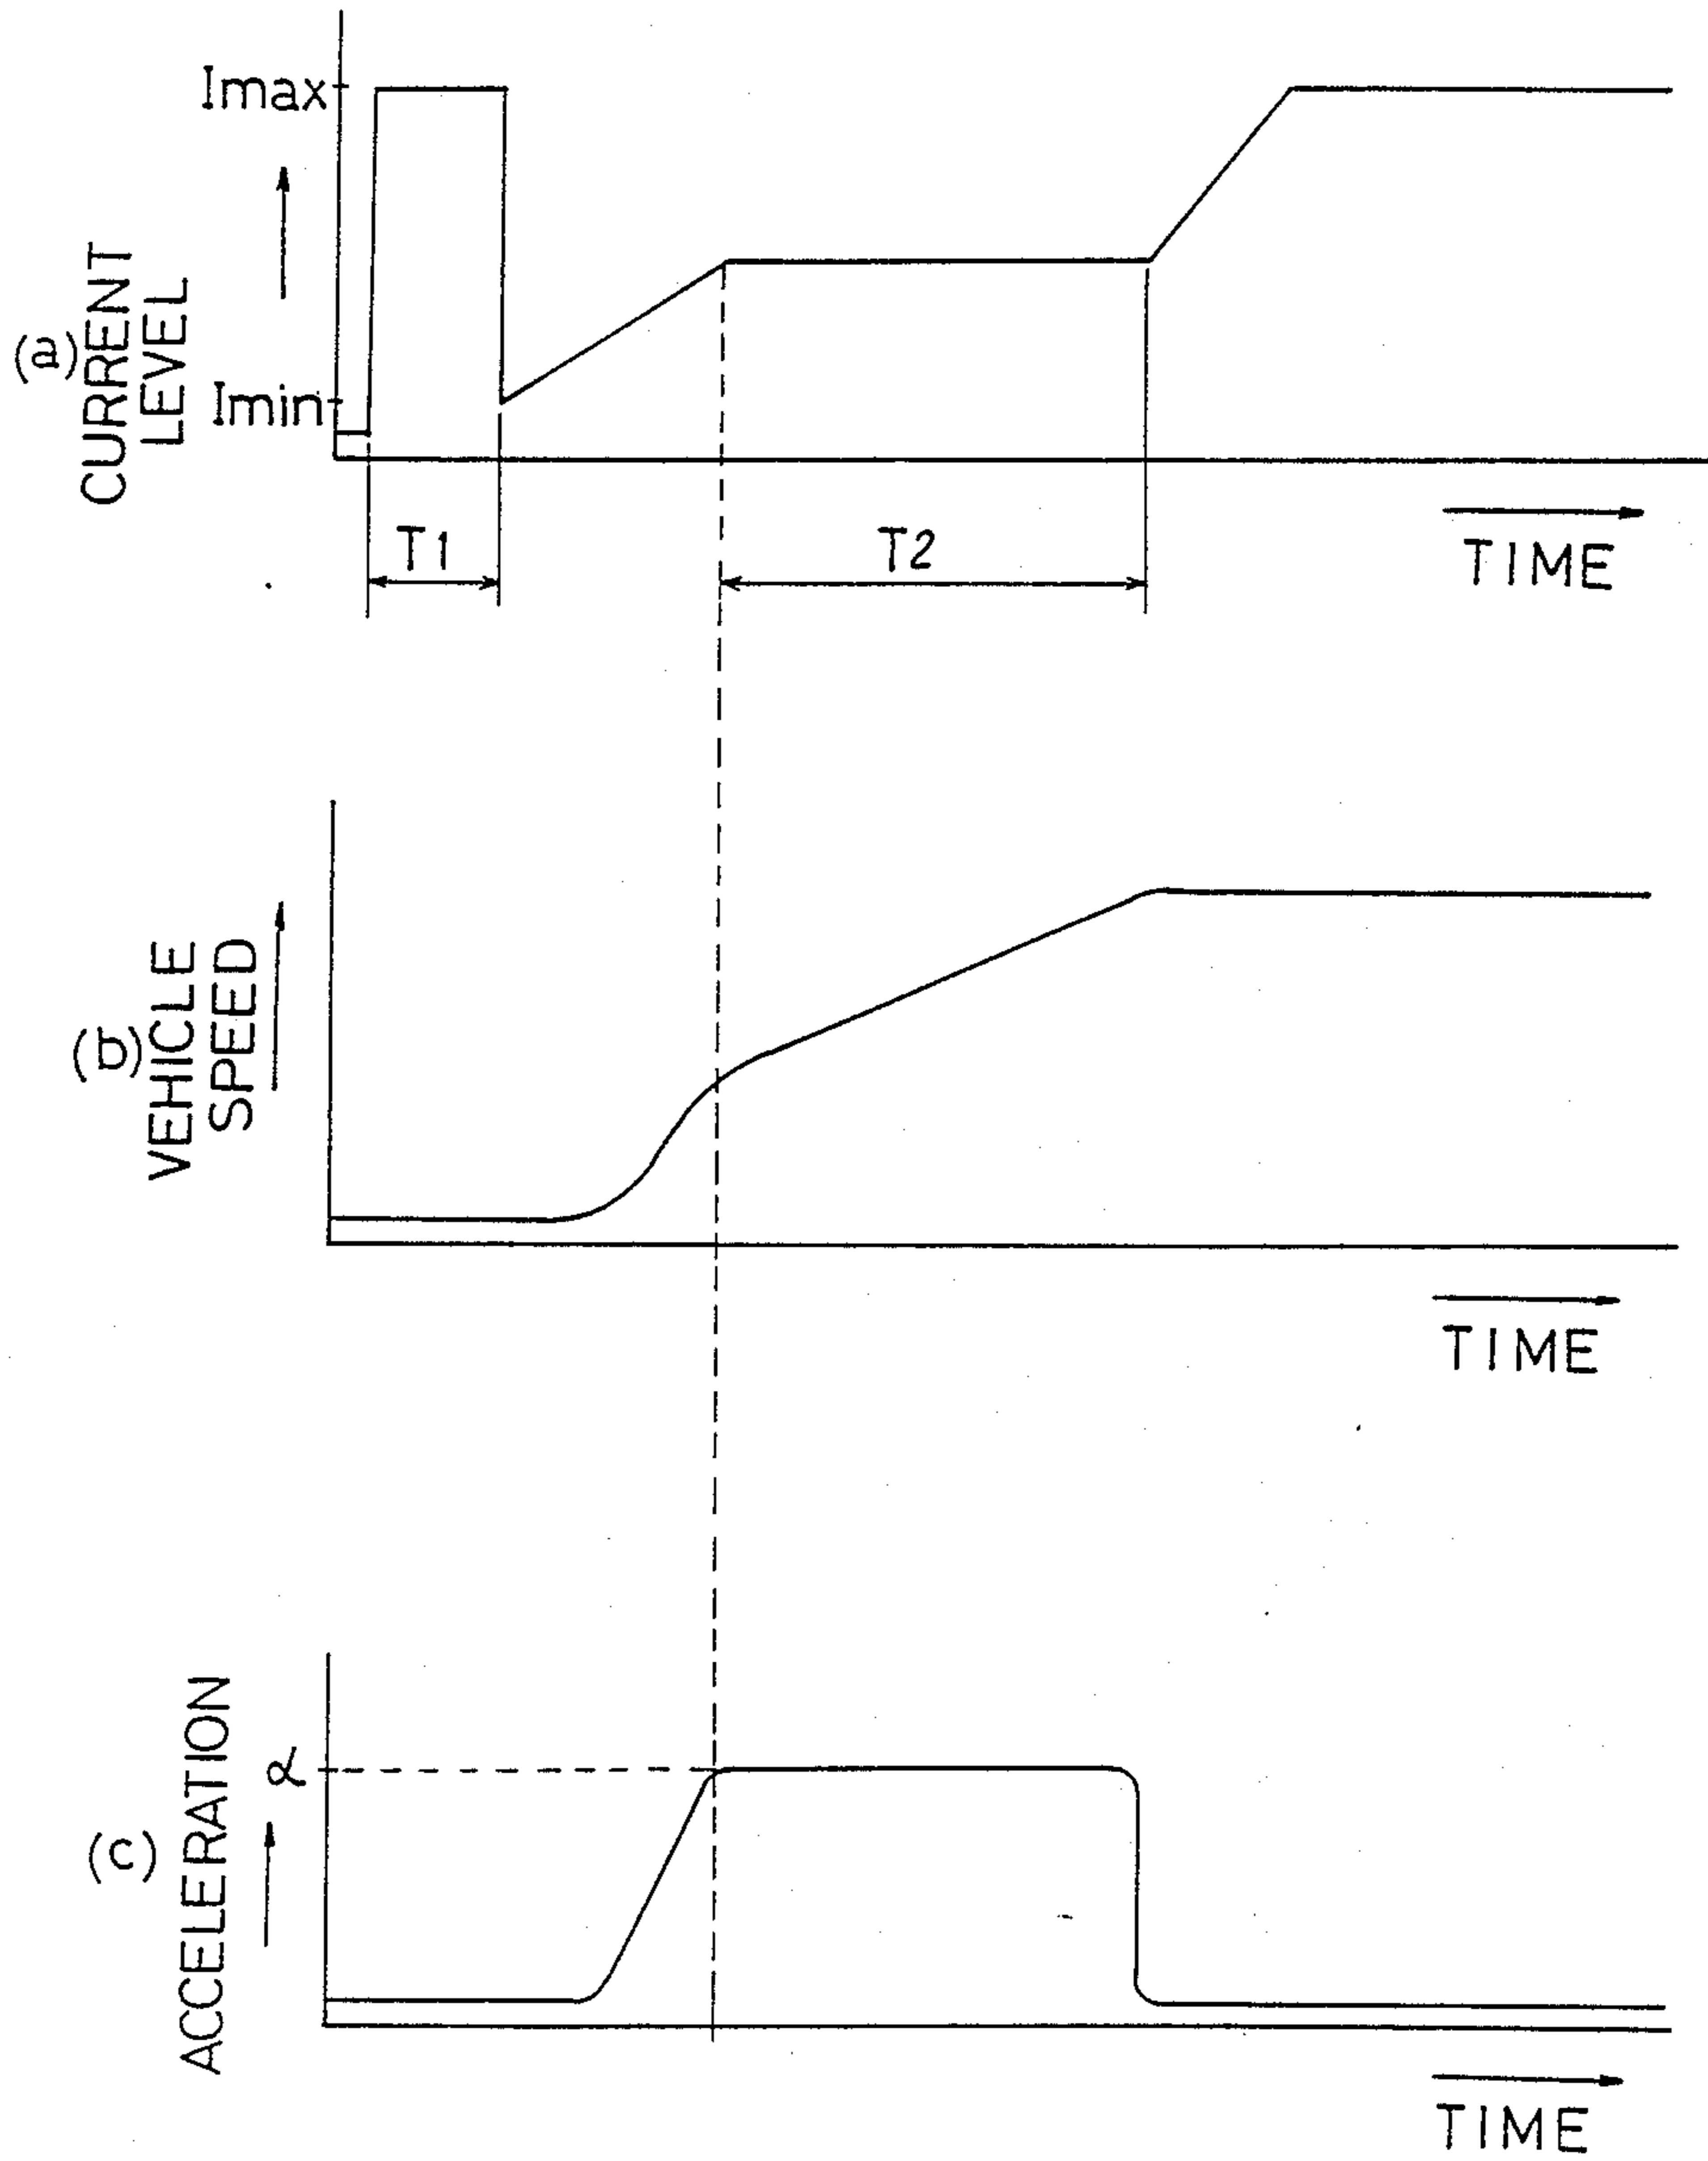 Imax
(a)
CURRENT
LEVEL
Imin
T1
T2
TIME
(b)
VEHICLE
SPEED
TIME
(c)
ACCELERATION
α
TIME